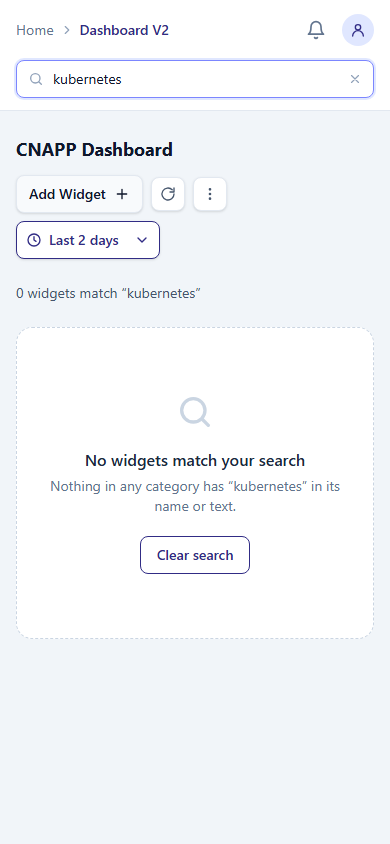 Home > Dashboard V2
kubernetes
CNAPP Dashboard
Add Widget +
Last 2 days
0 widgets match “kubernetes”
No widgets match your search
Nothing in any category has “kubernetes” in its
name or text.
Clear search